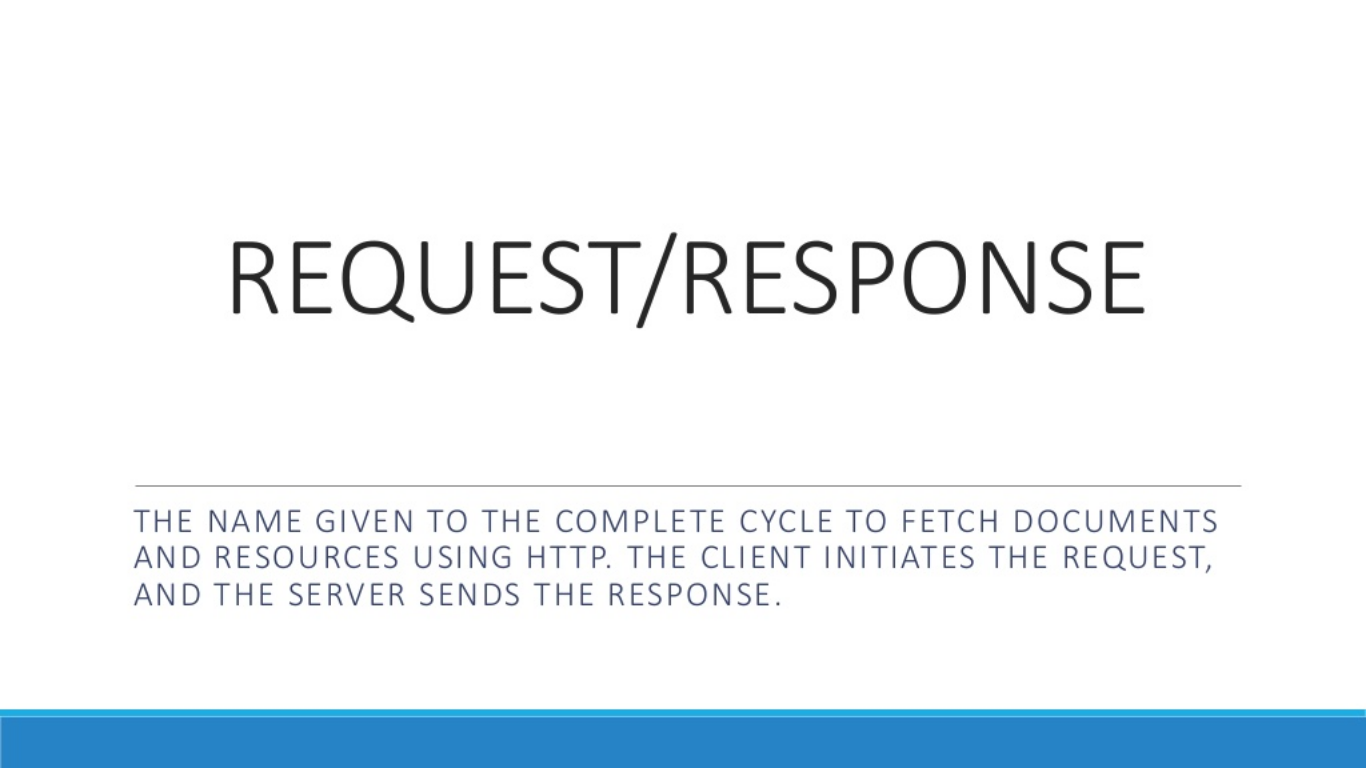 REQUEST/RESPONSE
THE NAME GIVEN TO THE COMPLETE CYCLE TO FETCH DOCUMENTS
AND RESOURCES USING HTTP. THE CLIENT INITIATES THE REQUEST,
AND THE SERVER SENDS THE RESPONSE.